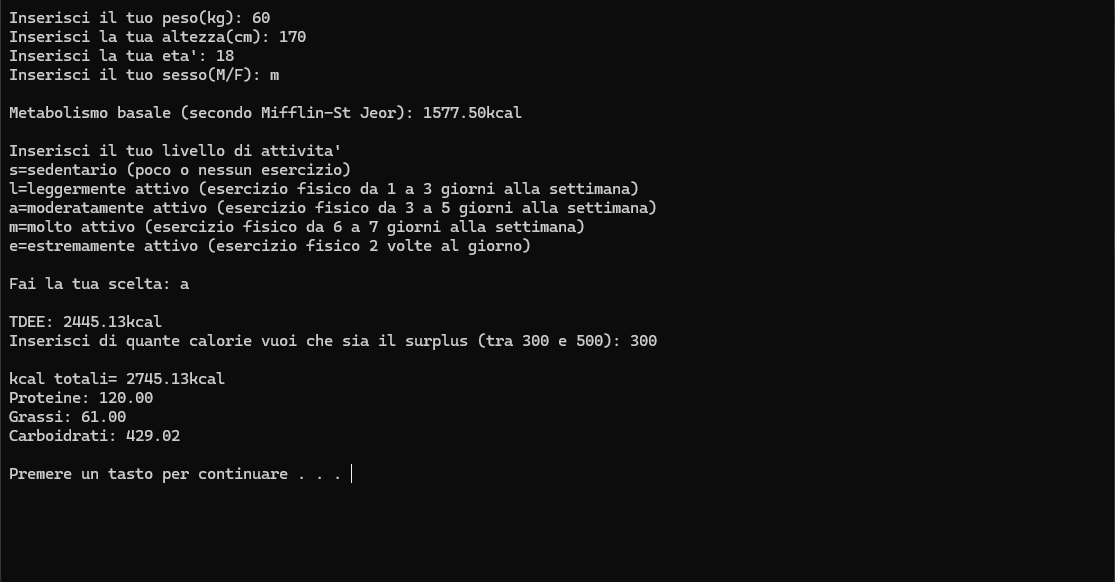 Inserisci il tuo peso(kg): 60
Inserisci la tua altezza(cm): 170
Inserisci la tua eta': 18
Inserisci il tuo sesso(M/F): m
Metabolismo basale (secondo Mifflin-St Jeor): 1577.50kcal
Inserisci il tuo livello di attivita'
s=sedentario (poco o nessun esercizio)
l=leggermente attivo (esercizio fisico da 1 a 3 giorni alla settimana)
a=moderatamente attivo (esercizio fisico da 3 a 5 giorni alla settimana)
m=molto attivo (esercizio fisico da 6 a 7 giorni alla settimana)
e=estremamente attivo (esercizio fisico 2 volte al giorno)
Fai la tua scelta: a
TDEE: 2445.13kcal
Inserisci di quante calorie vuoi che sia il surplus (tra 300 e 500): 300
kcal totali= 2745.13kcal
Proteine: 120.00
Grassi: 61.00
Carboidrati: 429.02
Premere un tasto per continuare . . .